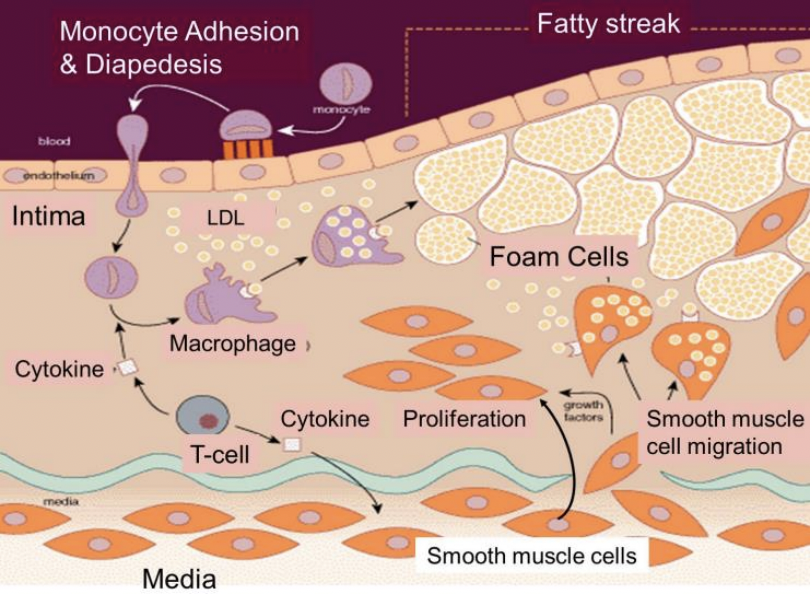 Monocyte Adhesion
& Diapedesis
Fatty streak
monocyte
blood
endothelium
Intima
LDL
Foam Cells
Macrophage
Cytokine
Cytokine
Proliferation
growth
factors
Smooth muscle
cell migration
T-cell
media
Smooth muscle cells
Media